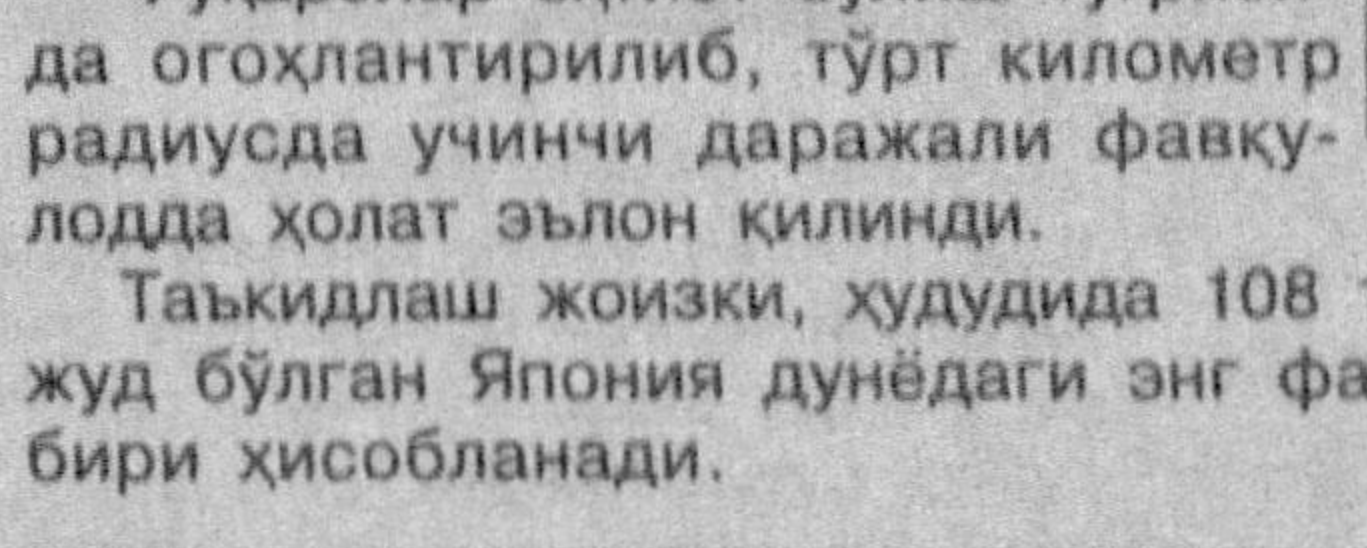 да огоҳлантирилиб, тўрт километр
радиусда учинчи даражали фавқу-
лодда ҳолат эълон қилинди.
Таъкидлаш жоизки, ҳудудида 108
жуд бўлган Япония дунёдаги энг фа
бири ҳисобланади.